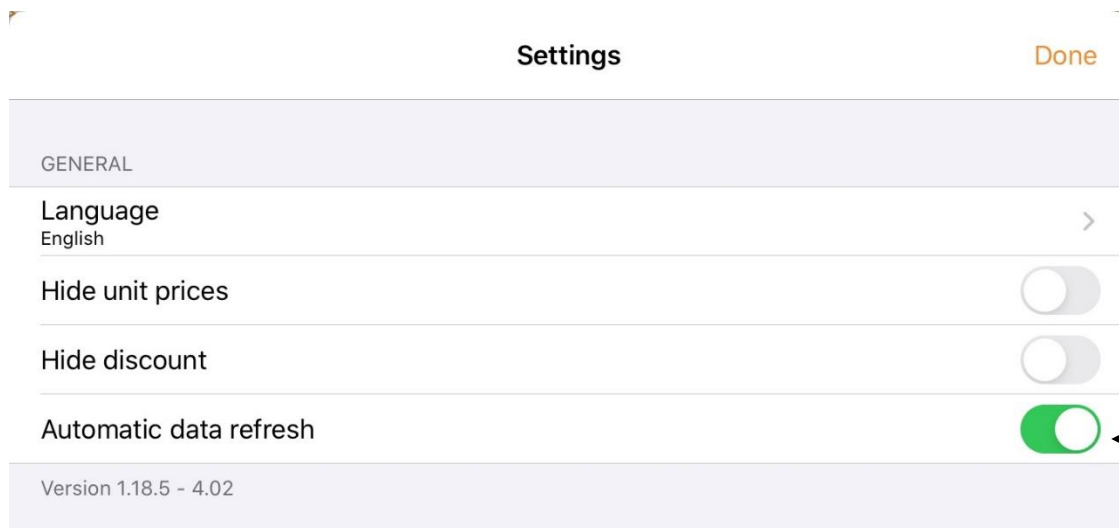 Settings
Done
GENERAL
Language
English
Hide unit prices
Hide discount
Automatic data refresh
Version 1.18.5 - 4.02